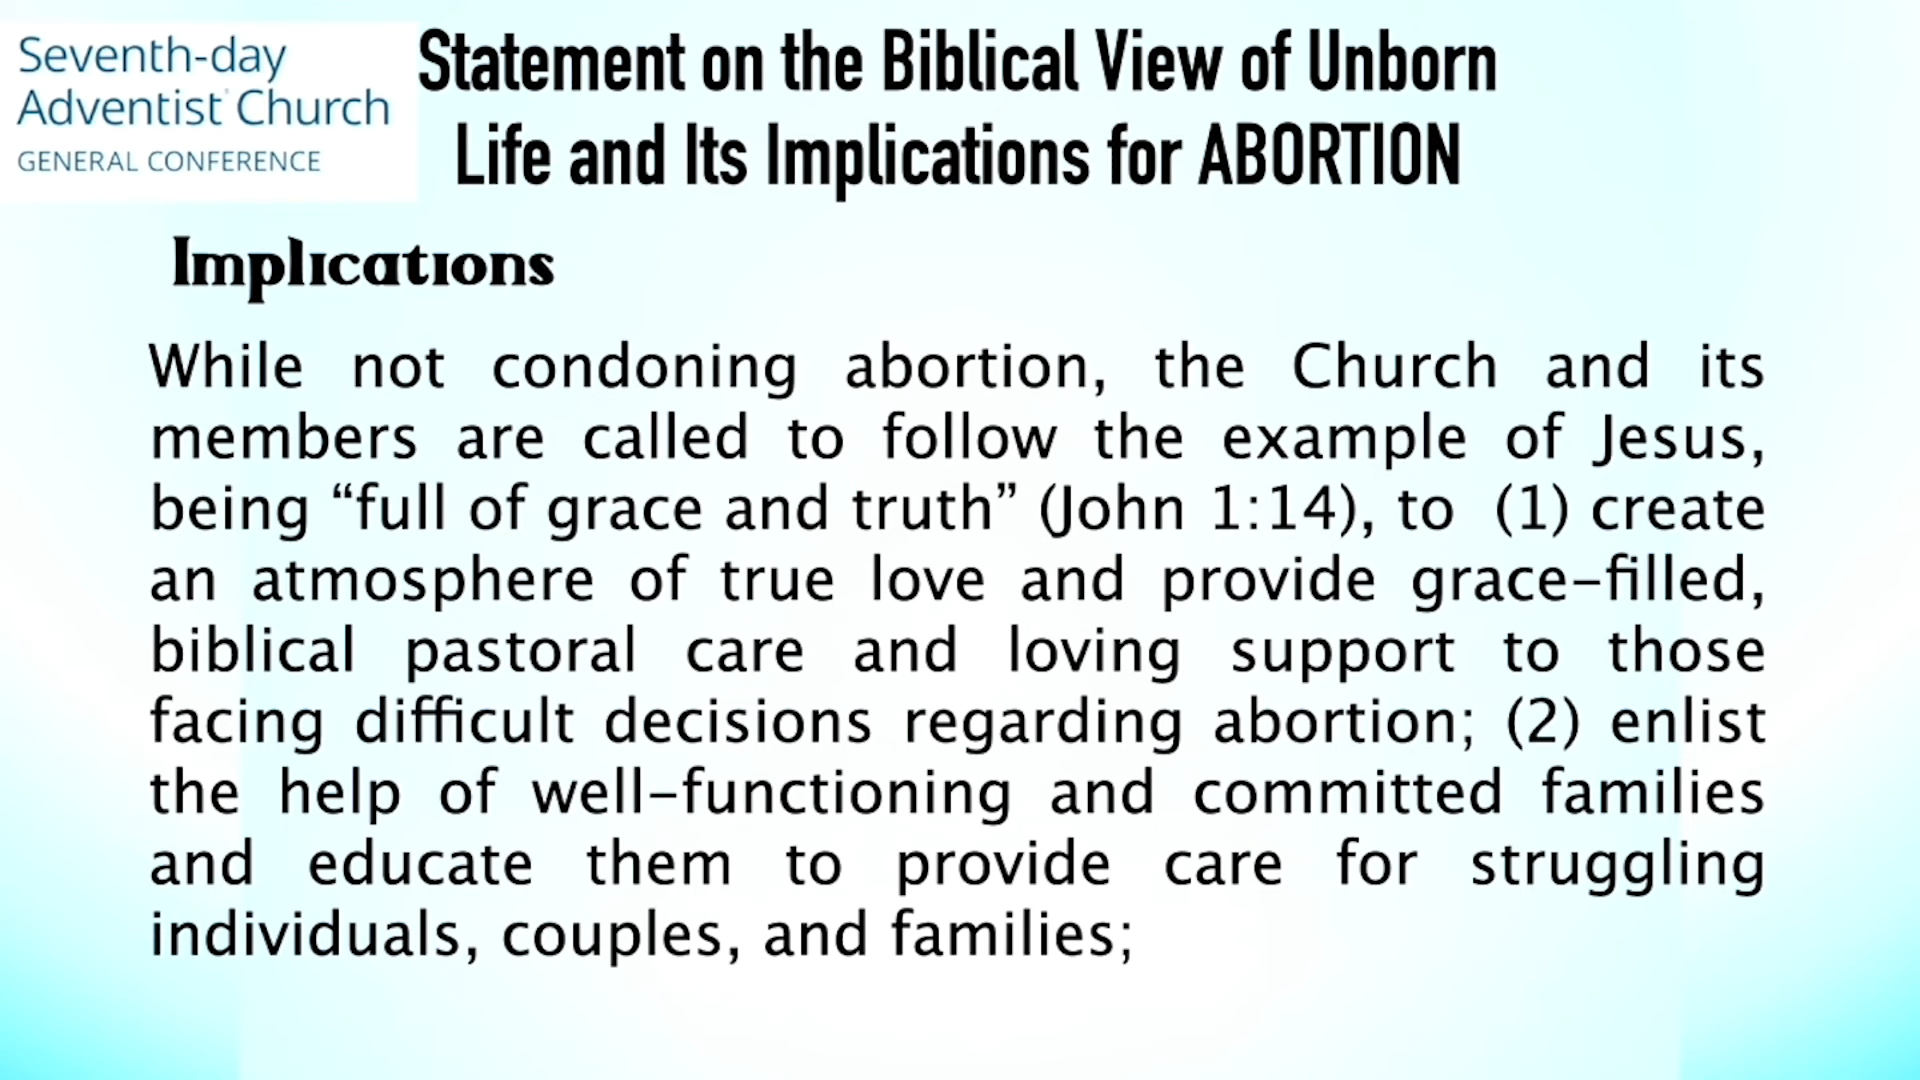 Seventh-day
Adventist Church
GENERAL CONFERENCE
Statement on the Biblical View of Unborn
Life and Its Implications for ABORTION
Implications
While not condoning abortion, the Church and its
members are called to follow the example of Jesus,
being “full of grace and truth” (John 1:14), to (1) create
an atmosphere of true love and provide grace-filled,
biblical pastoral care and loving support to those
facing difficult decisions regarding abortion; (2) enlist
the help of well-functioning and committed families
and educate them to provide care for struggling
individuals, couples, and families;